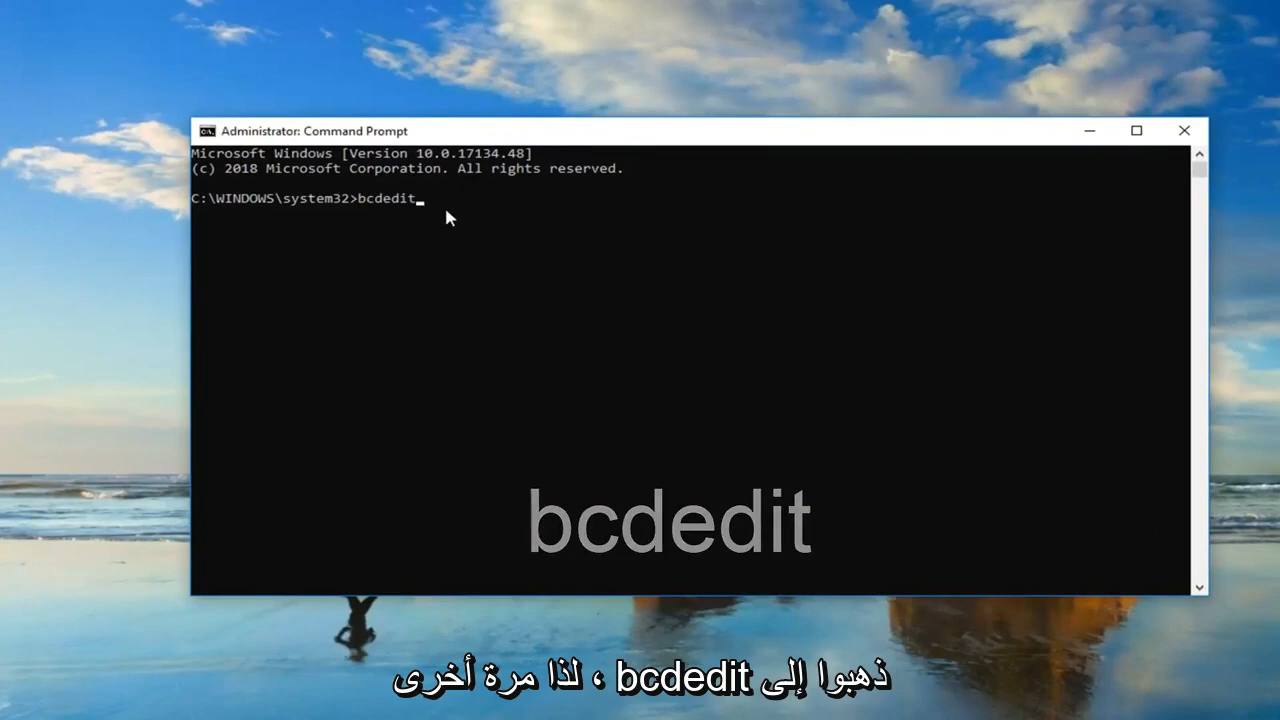 Administrator: Command Prompt
Microsoft Windows [Version 10.0.17134.48]
(c) 2018 Microsoft Corporation. All rights reserved.
C:\WINDOWS\system32>bcdedit
bcdedit
ذهبوا إلى bcdedit ، لذا مرة أخرى